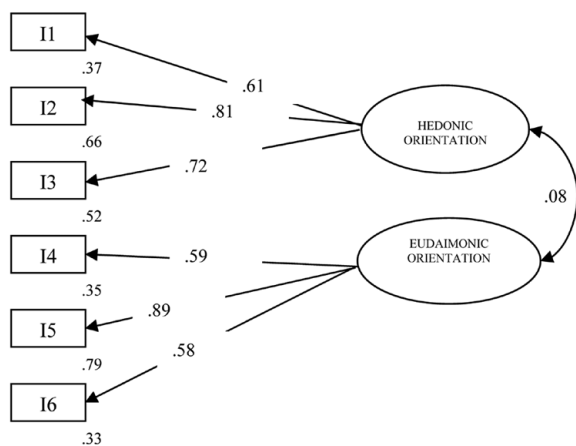 I1
.37
.61
I2
.81
.66
HEDONIC
ORIENTATION
I3
.72
.52
.08
I4
.59
.35
EUDAIMONIC
ORIENTATION
I5
.89
.79
.58
I6
.33